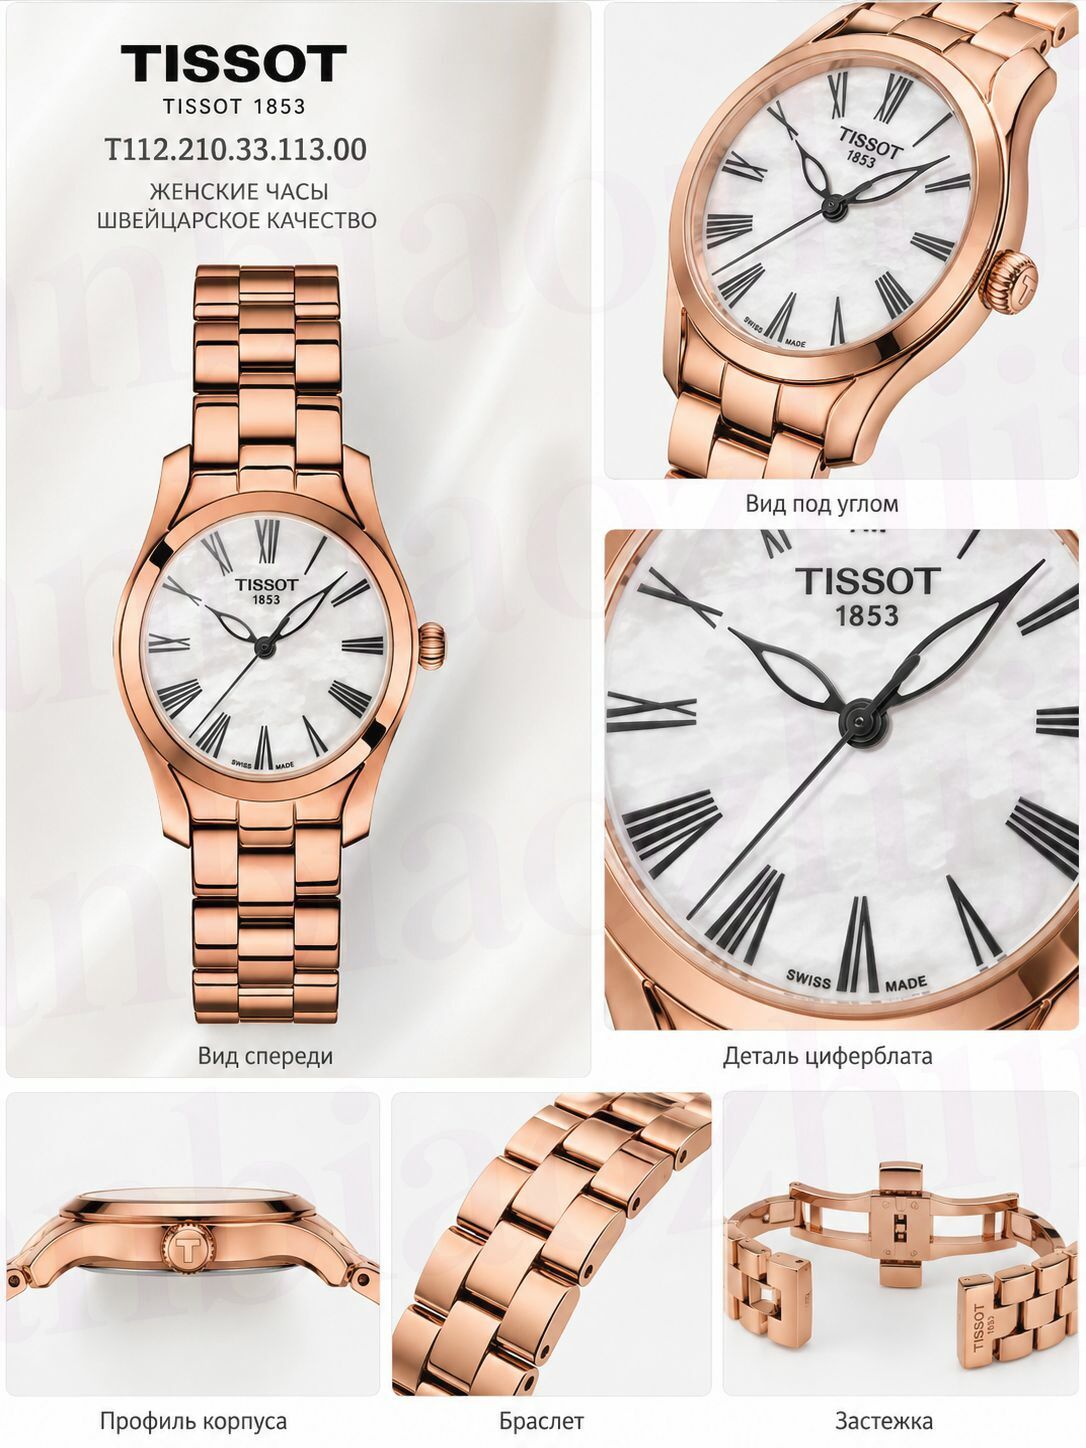 TISSOT
TISSOT 1853
T112.210.33.113.00
ЖЕНСКИЕ ЧАСЫ
ШВЕЙЦАРСКОЕ КАЧЕСТВО
XII
TISSOT
1853
SWISS MADE
Вид спереди
TISSOT
1853
SWISS MADE
T
Вид под углом
TISSOT
1853
SWISS MADE
Деталь циферблата
T
Профиль корпуса
Браслет
TISSOT
1853
Застежка